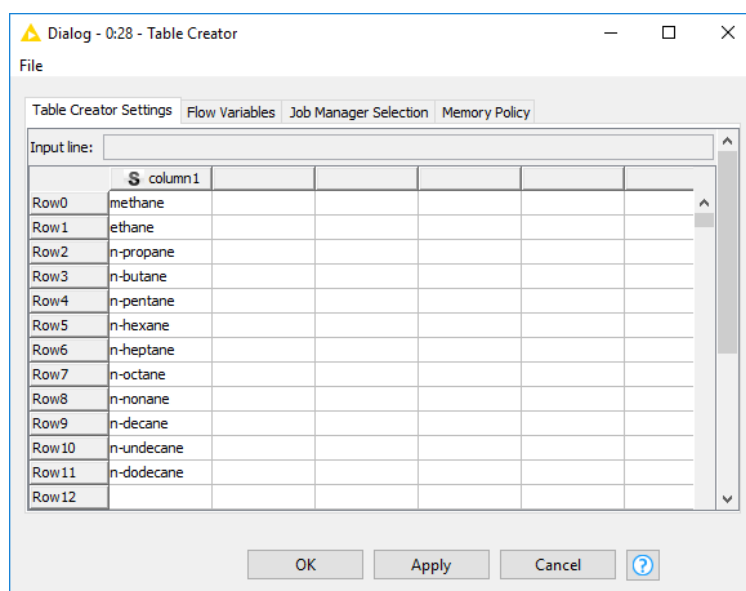 Dialog - 0:28 - Table Creator
File
Table Creator Settings Flow Variables Job Manager Selection Memory Policy
Input line:
S column1
Row0 methane
Row1 ethane
Row2 n-propane
Row3 n-butane
Row4 n-pentane
Row5 n-hexane
Row6 n-heptane
Row7 n-octane
Row8 n-nonane
Row9 n-decane
Row10 n-undecane
Row11 n-dodecane
Row12
OK Apply Cancel ?